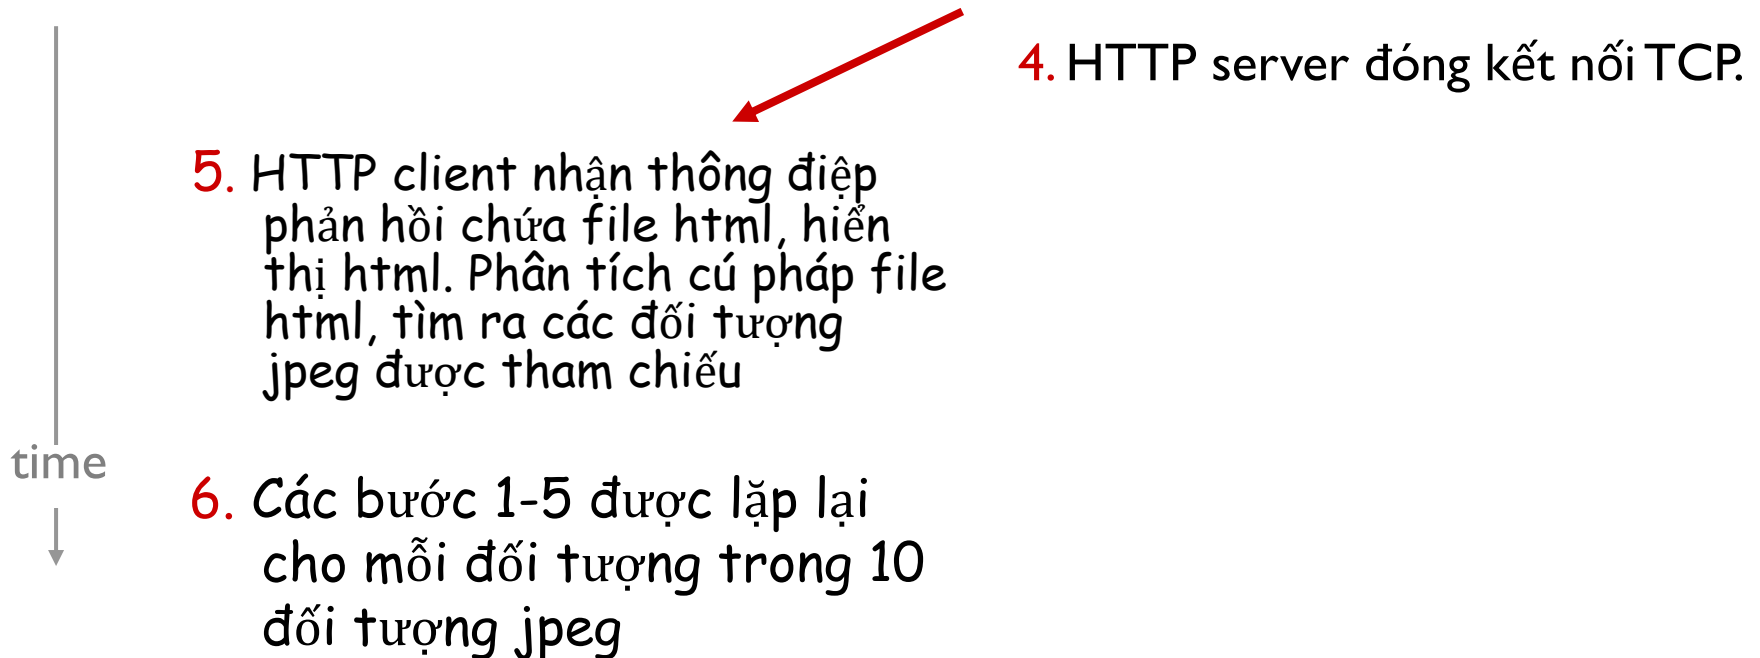 4. HTTP server đóng kết nối TCP.
5. HTTP client nhận thông điệp
phản hồi chứa file html, hiển
thị html. Phân tích cú pháp file
html, tìm ra các đối tượng
jpeg được tham chiếu
time
6. Các bước 1-5 được lặp lại
cho mỗi đối tượng trong 10
đối tượng jpeg